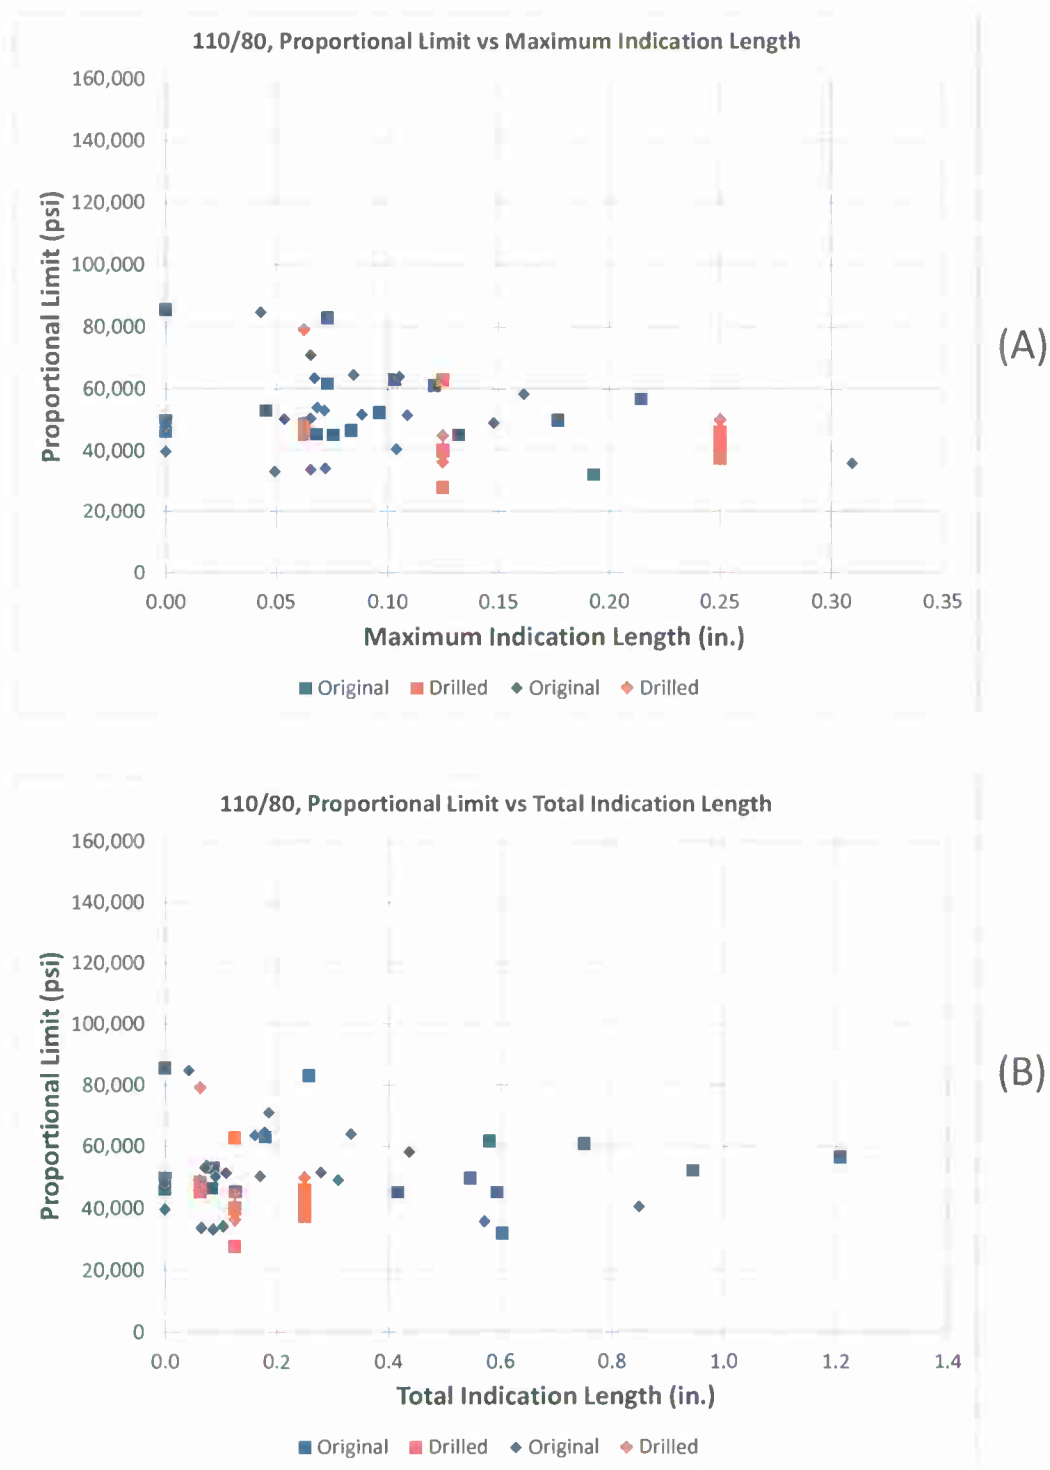 110/80, Proportional Limit vs Maximum Indication Length
160,000
140,000
120,000
100,000
80,000
60,000
40,000
20,000
0
Proportional Limit (psi)
0.00 0.05 0.10 0.15 0.20 0.25 0.30 0.35
Maximum Indication Length (in.)
Original Drilled Original Drilled
(A)
110/80, Proportional Limit vs Total Indication Length
160,000
140,000
120,000
100,000
80,000
60,000
40,000
20,000
0
Proportional Limit (psi)
0.0 0.2 0.4 0.6 0.8 1.0 1.2 1.4
Total Indication Length (in.)
Original Drilled Original Drilled
(B)